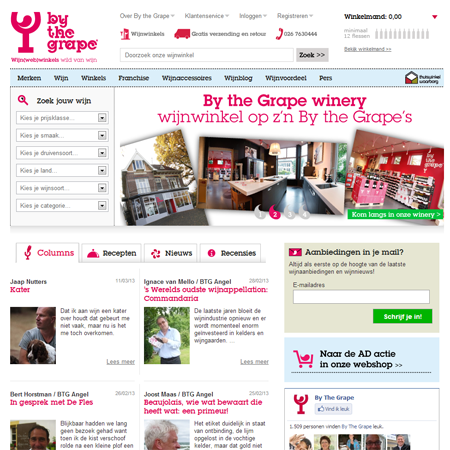 by the grape
Wijn(web)winkels wild van wijn
Over By the Grape
Klantenservice
Inloggen
Registreren
Wijnwinkels
Gratis verzending en retour
026 7630444
Doorzoek onze wijnwinkel
Zoek >>
Winkelmand: 0,00
minimaal
12 flessen
Bekijk winkelmand >>
Merken Wijn Winkels Franchise Wijnaccessoires Wijnblog Wijnvoordeel Pers
thuiswinkel waarborg
Zoek jouw wijn
Kies je prijsklasse...
Kies je smaak...
Kies je druivensoort...
Kies je land...
Kies je wijnsoort...
Kies je categorie...
By the Grape winery
wijnwinkel op z'n By the Grape's
1 2 3 4
Kom langs in onze winery >
Columns
Recepten
Nieuws
Recensies
Jaap Nutters 11/03/13
Kater
Dat ik aan wijn een kater over houdt dat gebeurt me niet vaak, maar nu is het me toch overkomen.
Lees meer
Ignace van Mello / BTG Angel 28/02/13
's Werelds oudste wijnappellation: Commandaria
De laatste jaren bloeit de wijnindustrie opnieuw en er wordt momenteel enorm geïnvesteerd in kelders en wijngaarden. ...
Lees meer
Bert Horstman / BTG Angel 26/02/13
In gesprek met De Fles
Blijkbaar hadden we lang geen bezoek gehad want toen ik de kist verschoof rolde na een kleine plof een
Joost Maas / BTG Angel 25/02/13
Beaujolais, wie wat bewaart die heeft wat: een primeur!
Het etiket duidelijk in staat van ontbinding, de lijm opgelost in de vochtige kelder, maar dat nold niet
Aanbiedingen in je mail?
Altijd als eerste op de hoogte van de laatste wijnaanbiedingen en wijnnieuws!
E-mailadres
Schrijf je in!
Naar de AD actie
in onze webshop >>
By The Grape
Vind ik leuk
1.509 personen vinden By The Grape leuk.